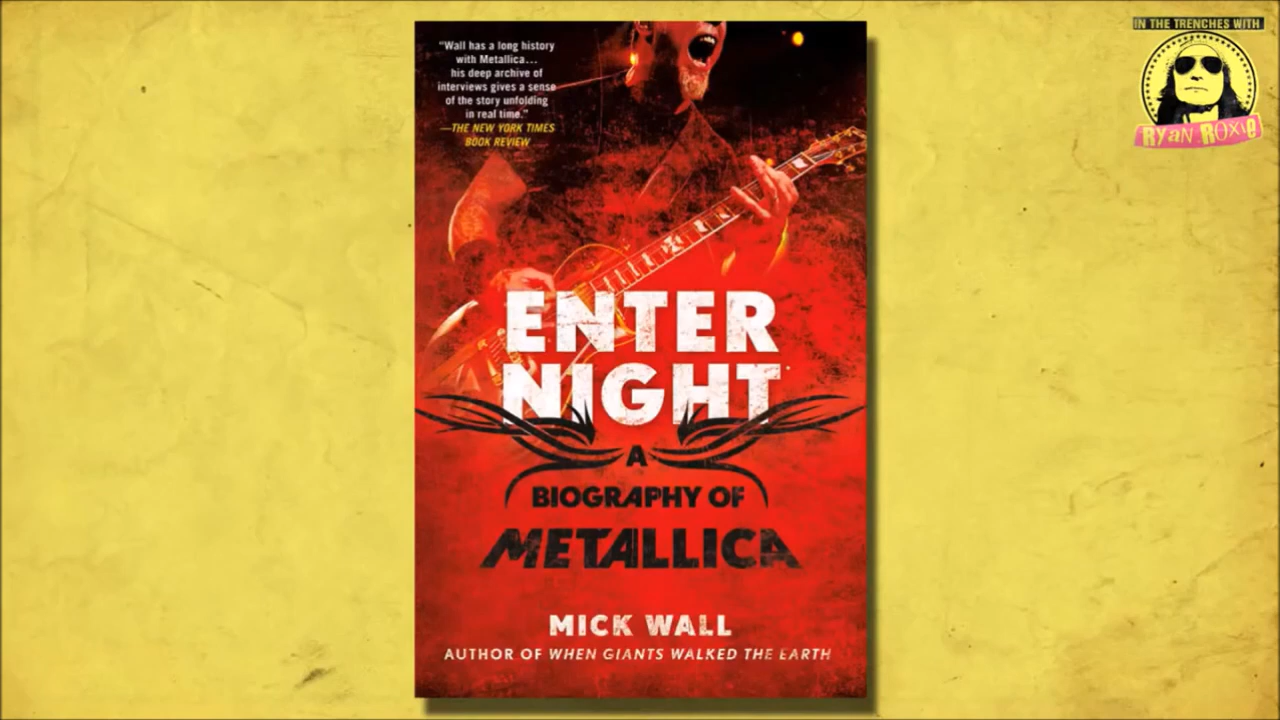 IN THE TRENCHES WITH
RYAN ROXIE
"Wall has a long history
with Metallica...
his deep archive of
interviews gives a sense
of the story unfolding
in real time."
—THE NEW YORK TIMES
BOOK REVIEW
ENTER
NIGHT
A
BIOGRAPHY OF
METALLICA
MICK WALL
AUTHOR OF WHEN GIANTS WALKED THE EARTH